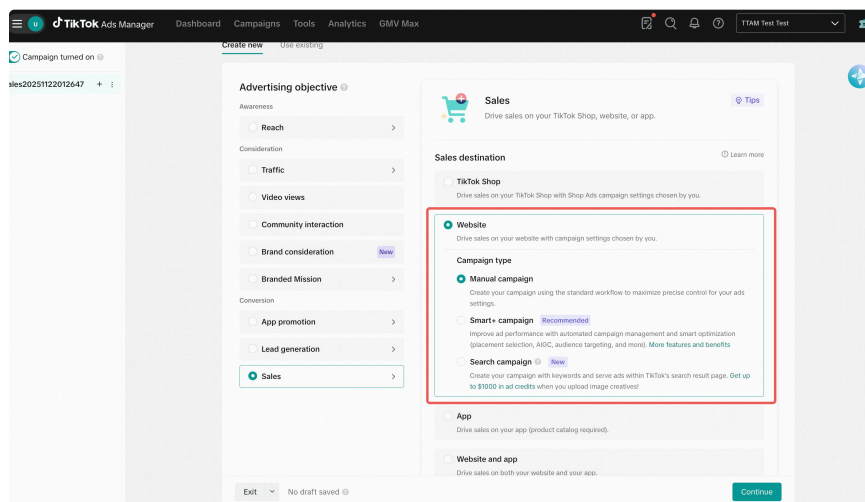 U TikTok Ads Manager Dashboard Campaigns Tools Analytics GMV Max TTAM Test Test
Campaign turned on
ales20251122012647
Create new Use existing
Advertising objective
Awareness
Reach
Consideration
Traffic
Video views
Community interaction
Brand consideration New
Branded Mission
Conversion
App promotion
Lead generation
Sales
Sales
Tips
Drive sales on your TikTok Shop, website, or app.
Sales destination
Learn more
TikTok Shop
Drive sales on your TikTok Shop with Shop Ads campaign settings chosen by you.
Website
Drive sales on your website with campaign settings chosen by you.
Campaign type
Manual campaign
Create your campaign using the standard workflow to maximize precise control for your ads
settings.
Smart+ campaign Recommended
Improve ad performance with automated campaign management and smart optimization
(placement selection, AIGC, audience targeting, and more). More features and benefits
Search campaign New
Create your campaign with keywords and serve ads within TikTok's search result page. Get up
to $1000 in ad credits when you upload image creatives!
App
Drive sales on your app (product catalog required).
Website and app
Drive sales on both your website and your app.
Exit No draft saved
Continue